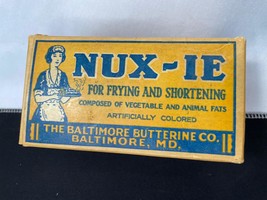 NUX-IE
FOR FRYING AND SHORTENING
COMPOSED OF VEGETABLE AND ANIMAL FATS
ARTIFICIALLY COLORED
THE BALTIMORE BUTTERINE CO.
BALTIMORE, MD.